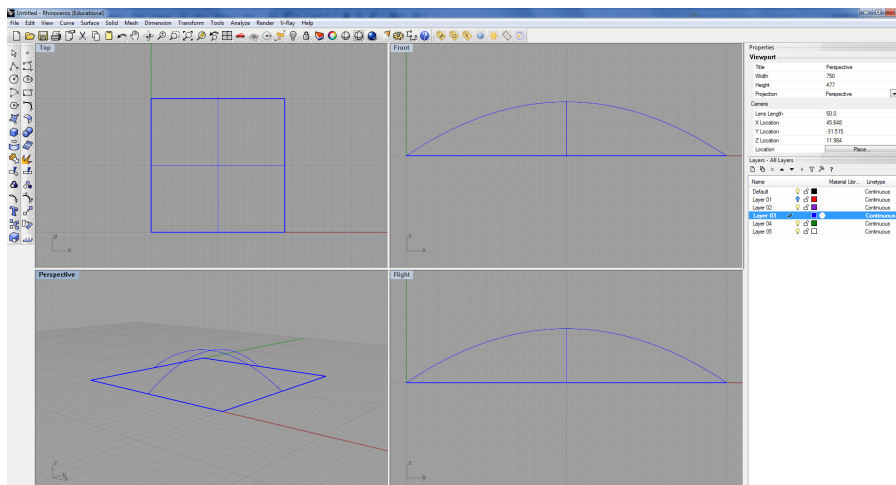 Untitled - Rhinoceros (Educational)
File Edit View Curve Surface Solid Mesh Dimension Transform Tools Analyze Render V-Ray Help
Top
Front
Perspective
Right
y
x
z
x
z
y
x
z
y
Properties
Viewport
Title Perspective
Width 750
Height 477
Projection Perspective
Camera
Lens Length 50.0
X Location 45.648
Y Location -31.515
Z Location 11.984
Location Place...
Layers - All Layers
Name Material Libr... Linetype
Default Continuous
Layer 01 Continuous
Layer 02 Continuous
Layer 03 Continuous
Layer 04 Continuous
Layer 05 Continuous